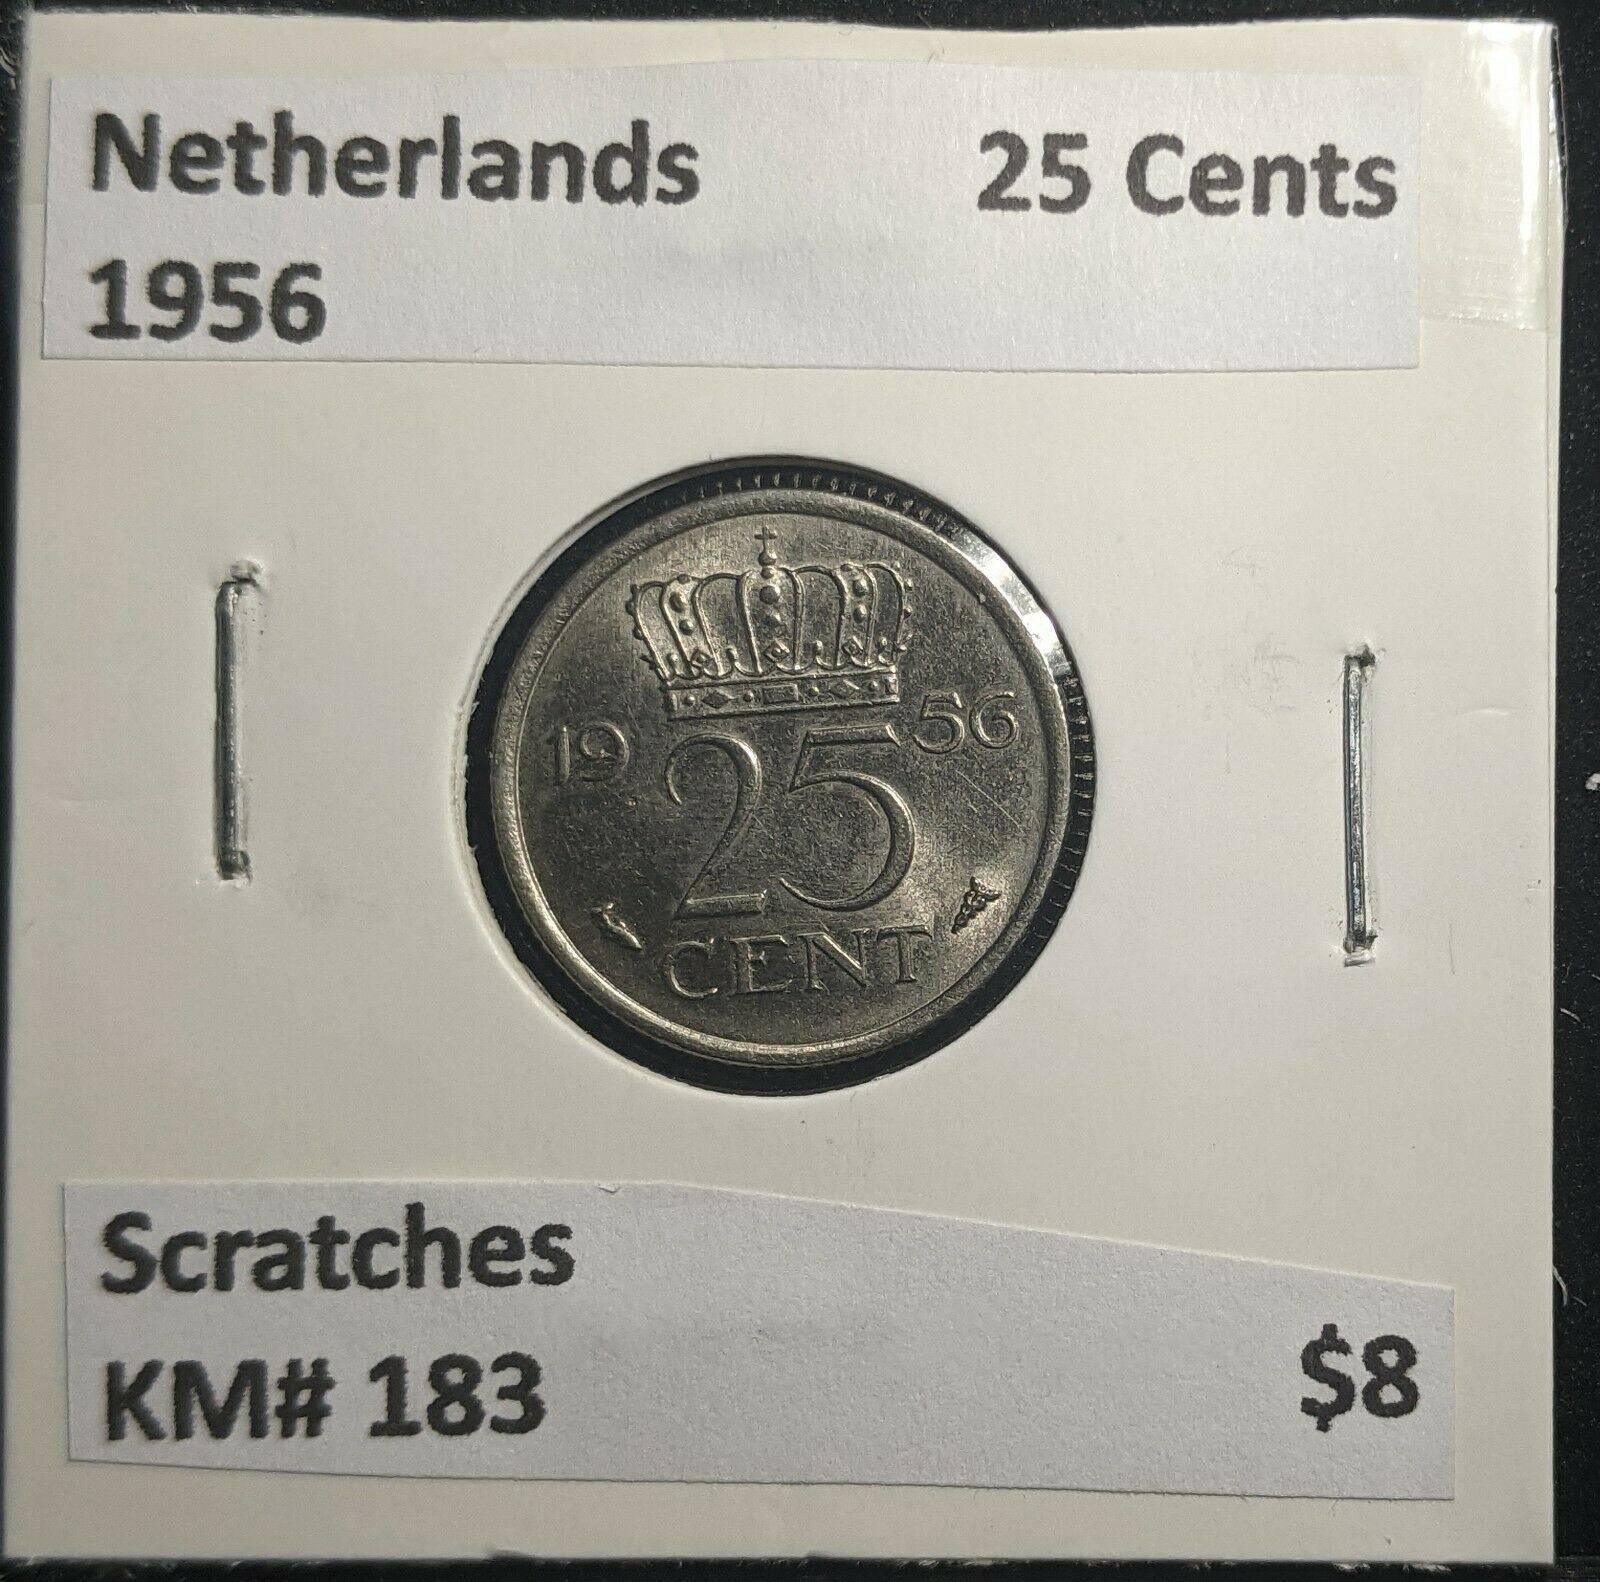 Netherlands 25 Cents
1956
19 56
25
CENT
Scratches
KM# 183 $8